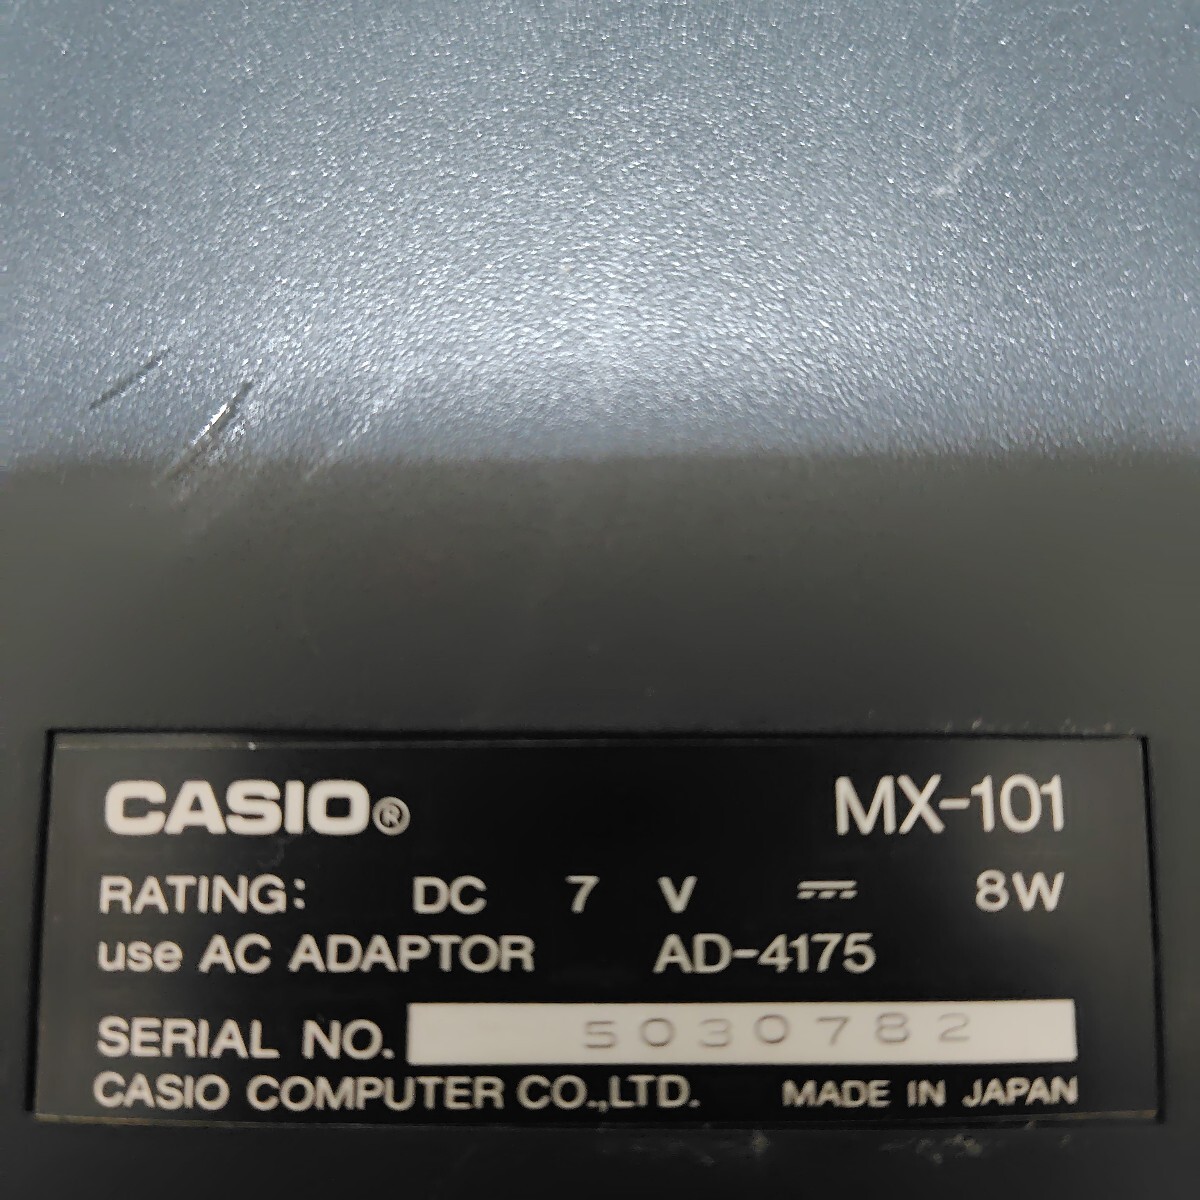 CASIO® MX-101
RATING: DC 7 V ⎓ 8W
use AC ADAPTOR AD-4175
SERIAL NO. 5030782
CASIO COMPUTER CO.,LTD. MADE IN JAPAN